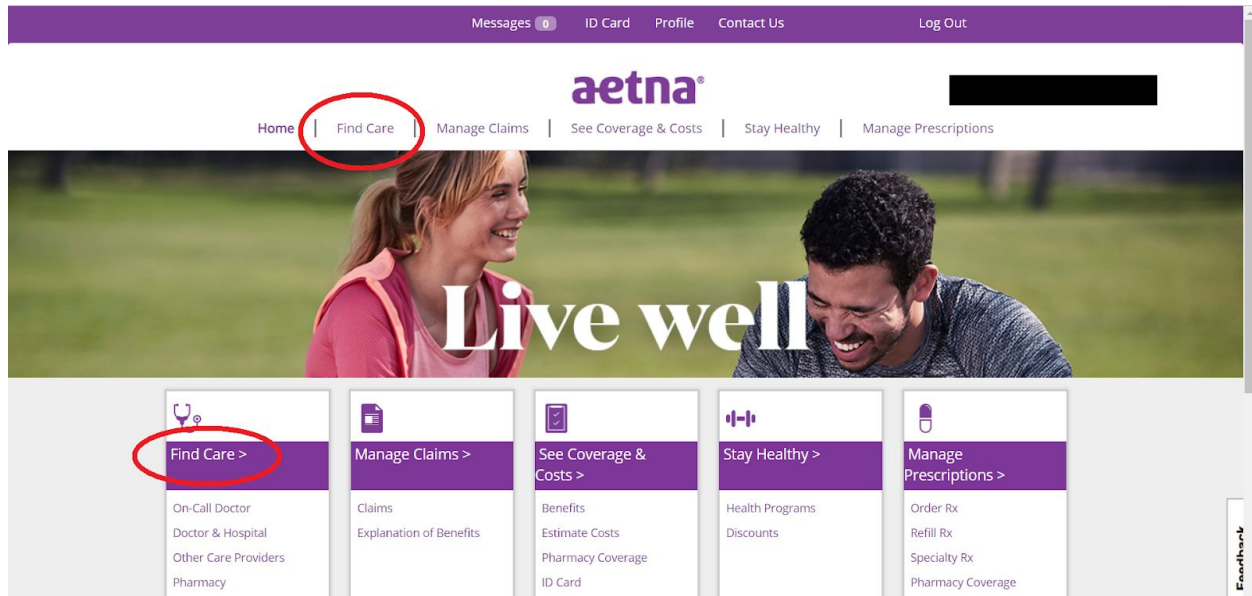 Messages 0 ID Card Profile Contact Us Log Out
aetna®
Home | Find Care | Manage Claims | See Coverage & Costs | Stay Healthy | Manage Prescriptions
Live well
Find Care >
On-Call Doctor
Doctor & Hospital
Other Care Providers
Pharmacy
Manage Claims >
Claims
Explanation of Benefits
See Coverage &
Costs >
Benefits
Estimate Costs
Pharmacy Coverage
ID Card
Stay Healthy >
Health Programs
Discounts
Manage
Prescriptions >
Order Rx
Refill Rx
Specialty Rx
Pharmacy Coverage
Feedback